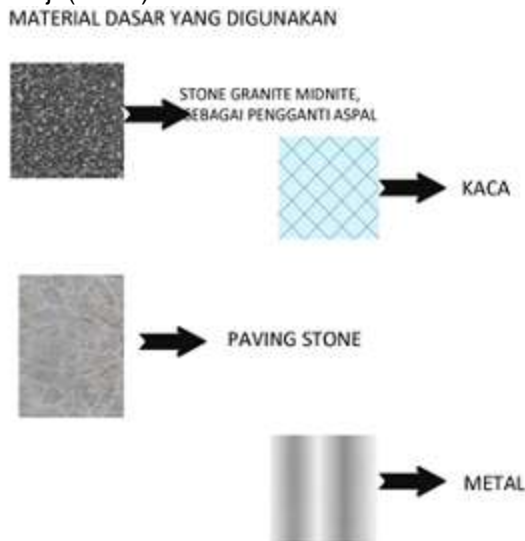 MATERIAL DASAR YANG DIGUNAKAN
STONE GRANITE MIDNITE,
SEBAGAI PENGGANTI ASPAL
KACA
PAVING STONE
METAL